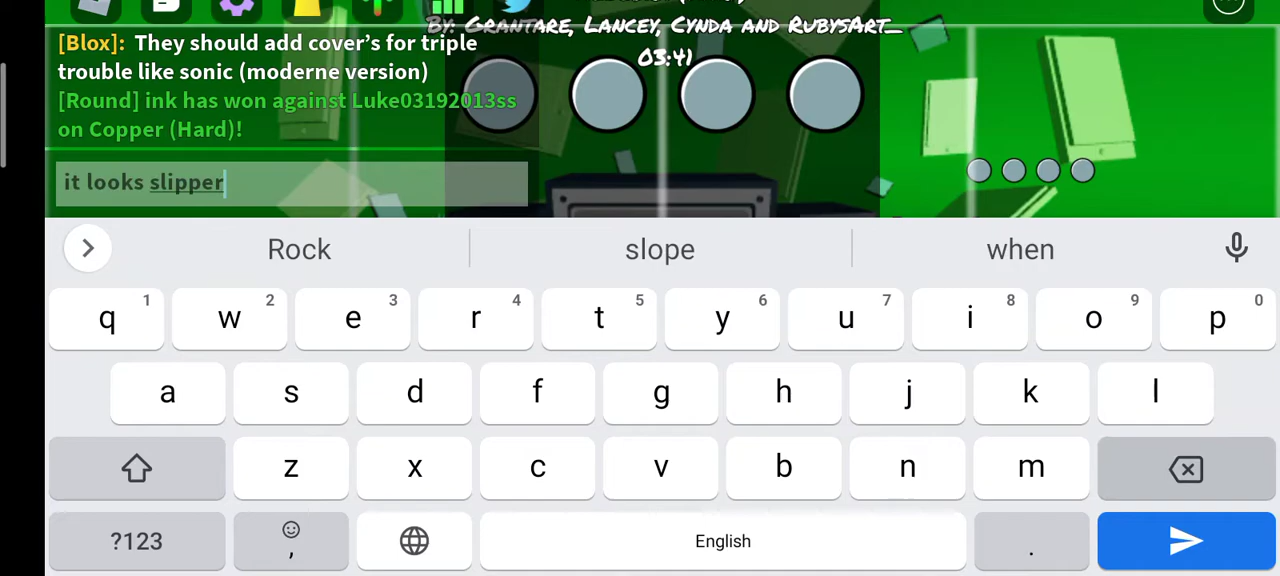 By: Grantare, Lancey, Cynda and RubysArt_
03:41
[Blox]: They should add cover's for triple
trouble like sonic (moderne version)
[Round] ink has won against Luke03192013ss
on Copper (Hard)!
it looks slipper
Rock slope when
q 1 w 2 e 3 r 4 t 5 y 6 u 7 i 8 o 9 p 0
a s d f g h j k l
z x c v b n m
?123 , English .